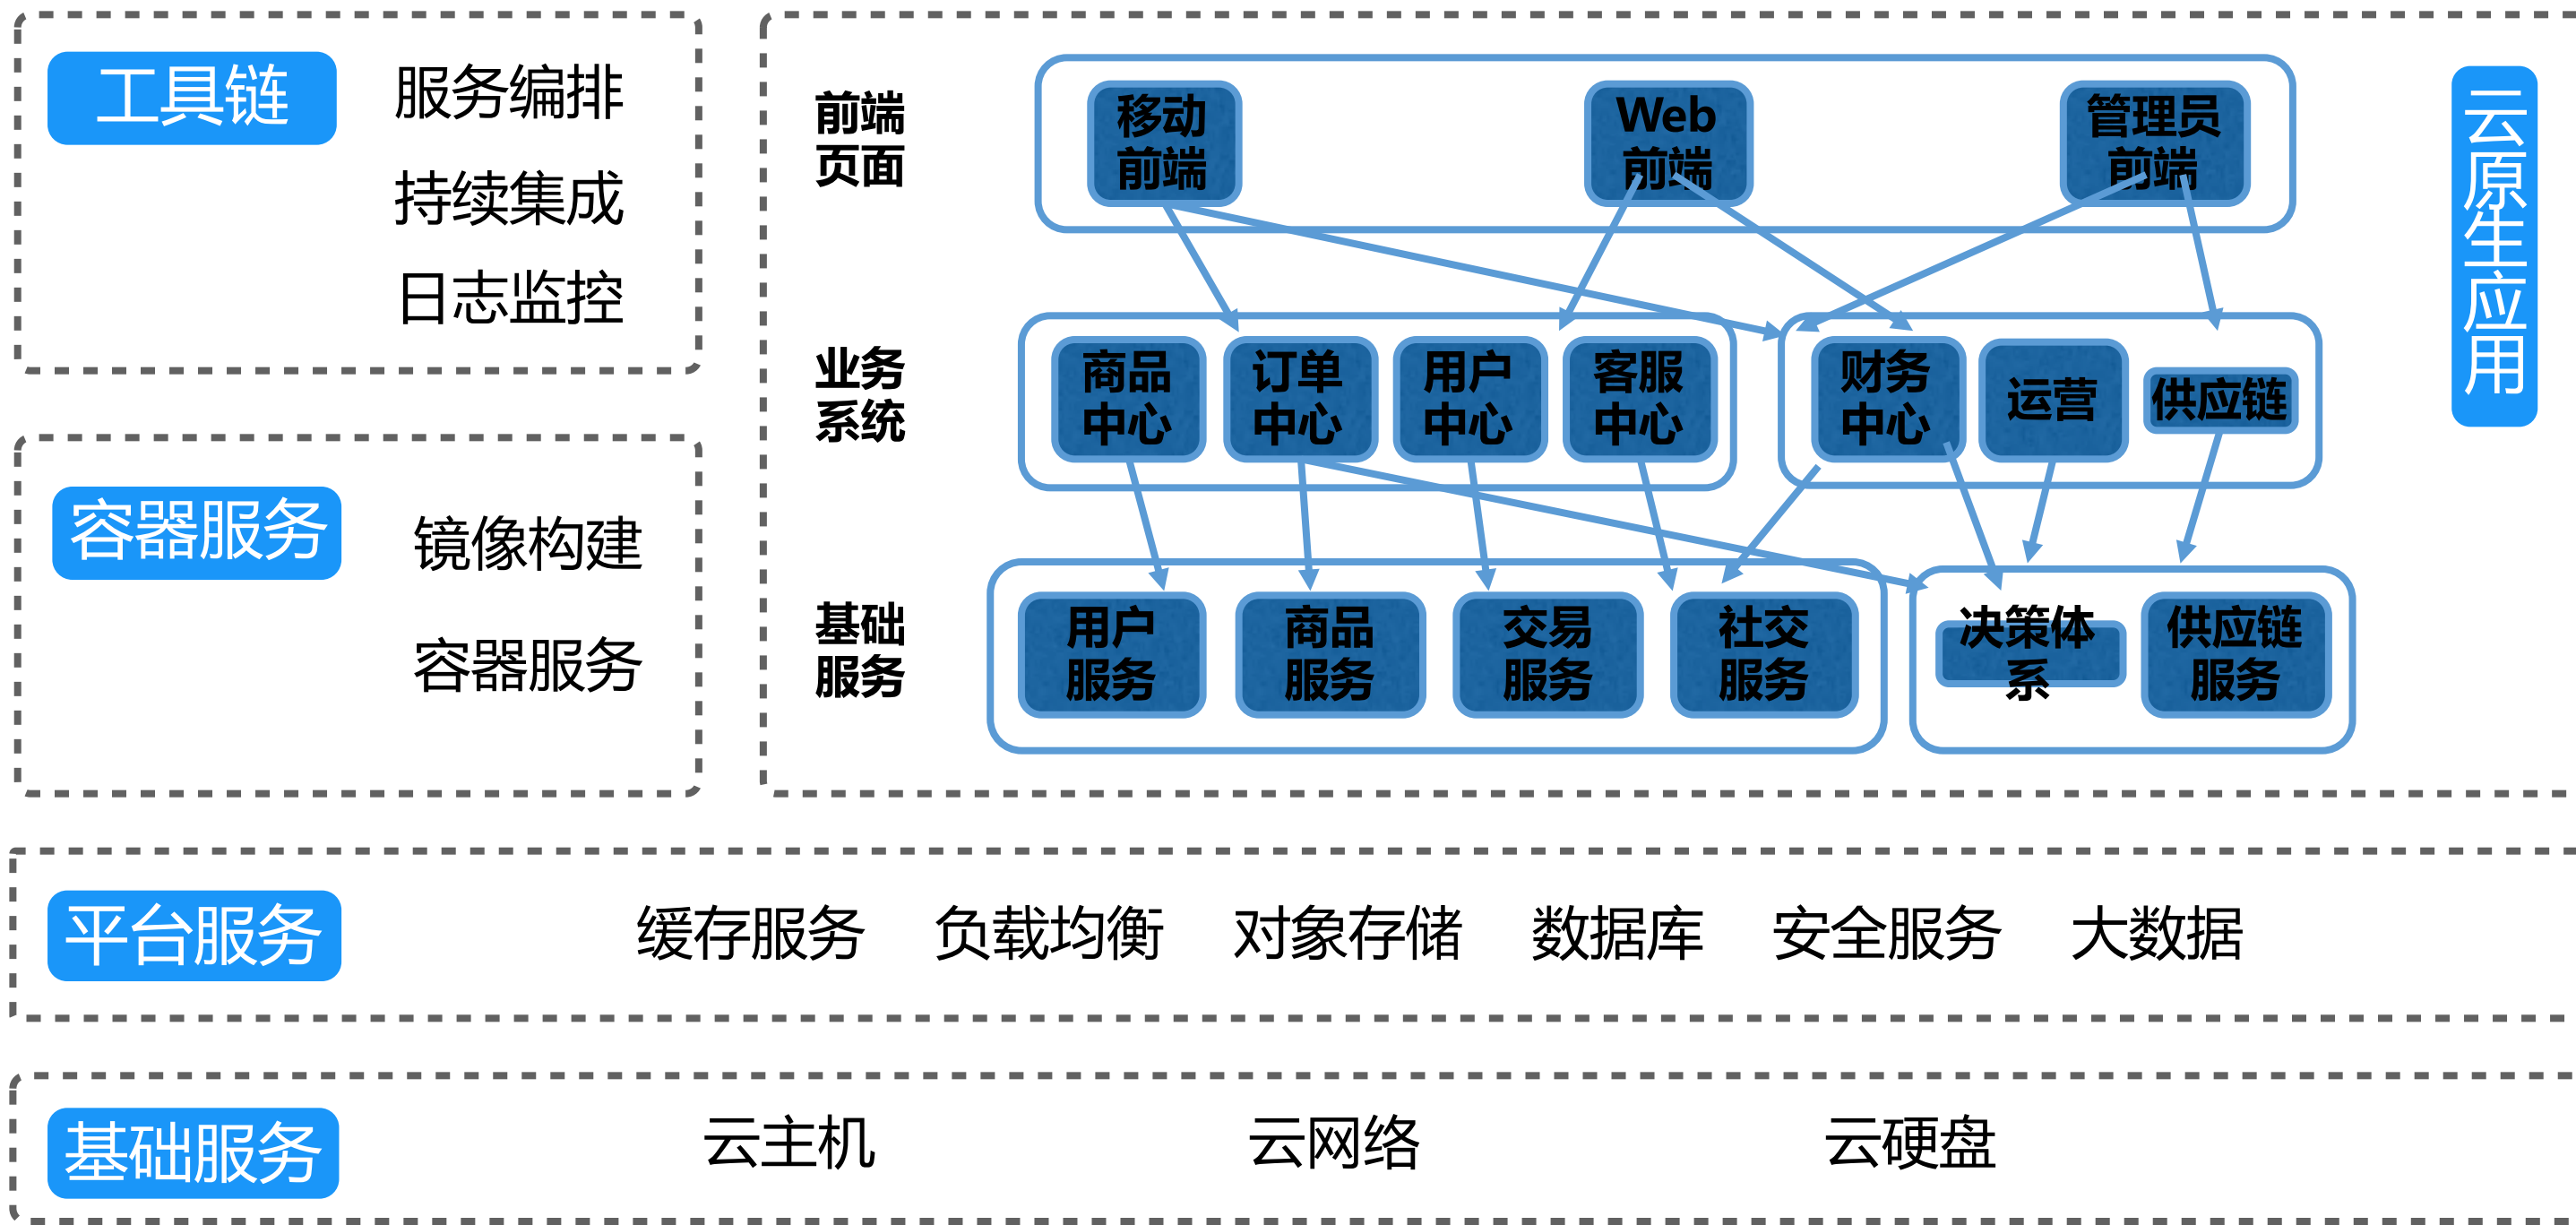 工具链
服务编排
持续集成
日志监控
容器服务
镜像构建
容器服务
前端
页面
移动
前端
Web
前端
管理员
前端
业务
系统
商品
中心
订单
中心
用户
中心
客服
中心
财务
中心
运营
供应链
基础
服务
用户
服务
商品
服务
交易
服务
社交
服务
决策体
系
供应链
服务
云原生应用
平台服务
缓存服务
负载均衡
对象存储
数据库
安全服务
大数据
基础服务
云主机
云网络
云硬盘